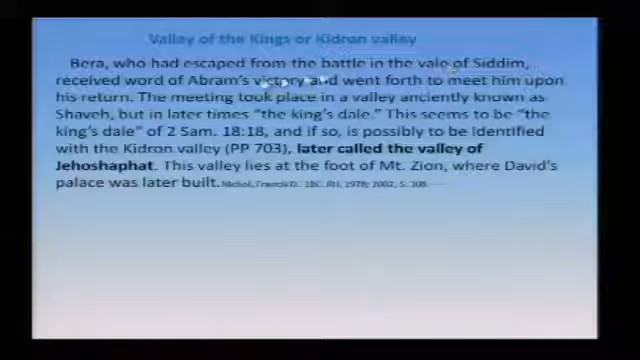 Valley of the Kings or Kidron valley
Bera, who had escaped from the battle in the vale of Siddim,
received word of Abram's victory and went forth to meet him upon
his return. The meeting took place in a valley anciently known as
Shaveh, but in later times “the king's dale.” This seems to be “the
king's dale” of 2 Sam. 18:18, and if so, is possibly to be identified
with the Kidron valley (PP 703), later called the valley of
Jehoshaphat. This valley lies at the foot of Mt. Zion, where David's
palace was later built. Nichol, Francis D. 1978; 2002, S. 308